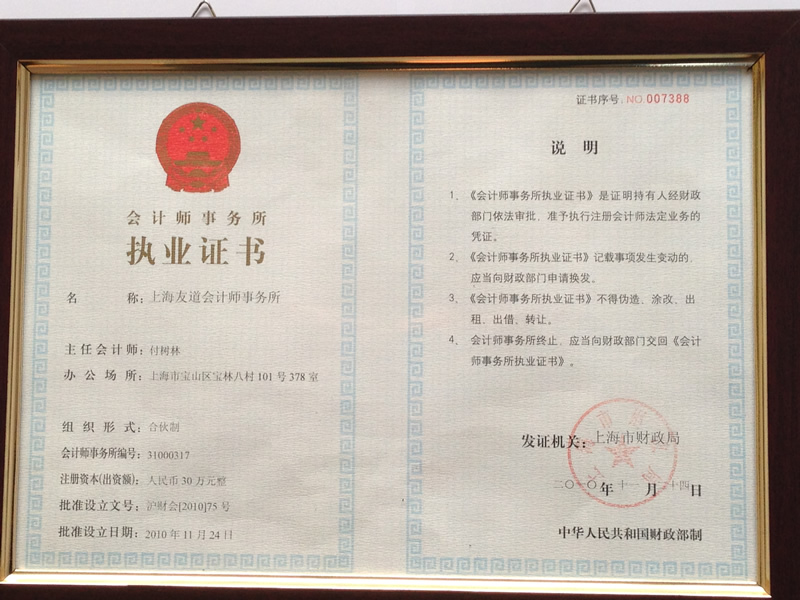 会计师事务所
执业证书
名 称：上海友道会计师事务所
主任会计师：付树林
办公场所：上海市宝山区宝林八村101号378室
组织形式：合伙制
会计师事务所编号：31000317
注册资本(出资额)：人民币30万元整
批准设立文号：沪财会[2010]75号
批准设立日期：2010年11月24日
证书序号：NO.007388
说 明
1、《会计师事务所执业证书》是证明持有人经财政
部门依法审批，准予执行注册会计师法定业务的
凭证。
2、《会计师事务所执业证书》记载事项发生变动的，
应当向财政部门申请换发。
3、《会计师事务所执业证书》不得伪造、涂改、出
租、出借、转让。
4、会计师事务所终止，应当向财政部门交回《会计
师事务所执业证书》。
发证机关：上海市财政局
二〇一〇年十一月二十四日
中华人民共和国财政部制